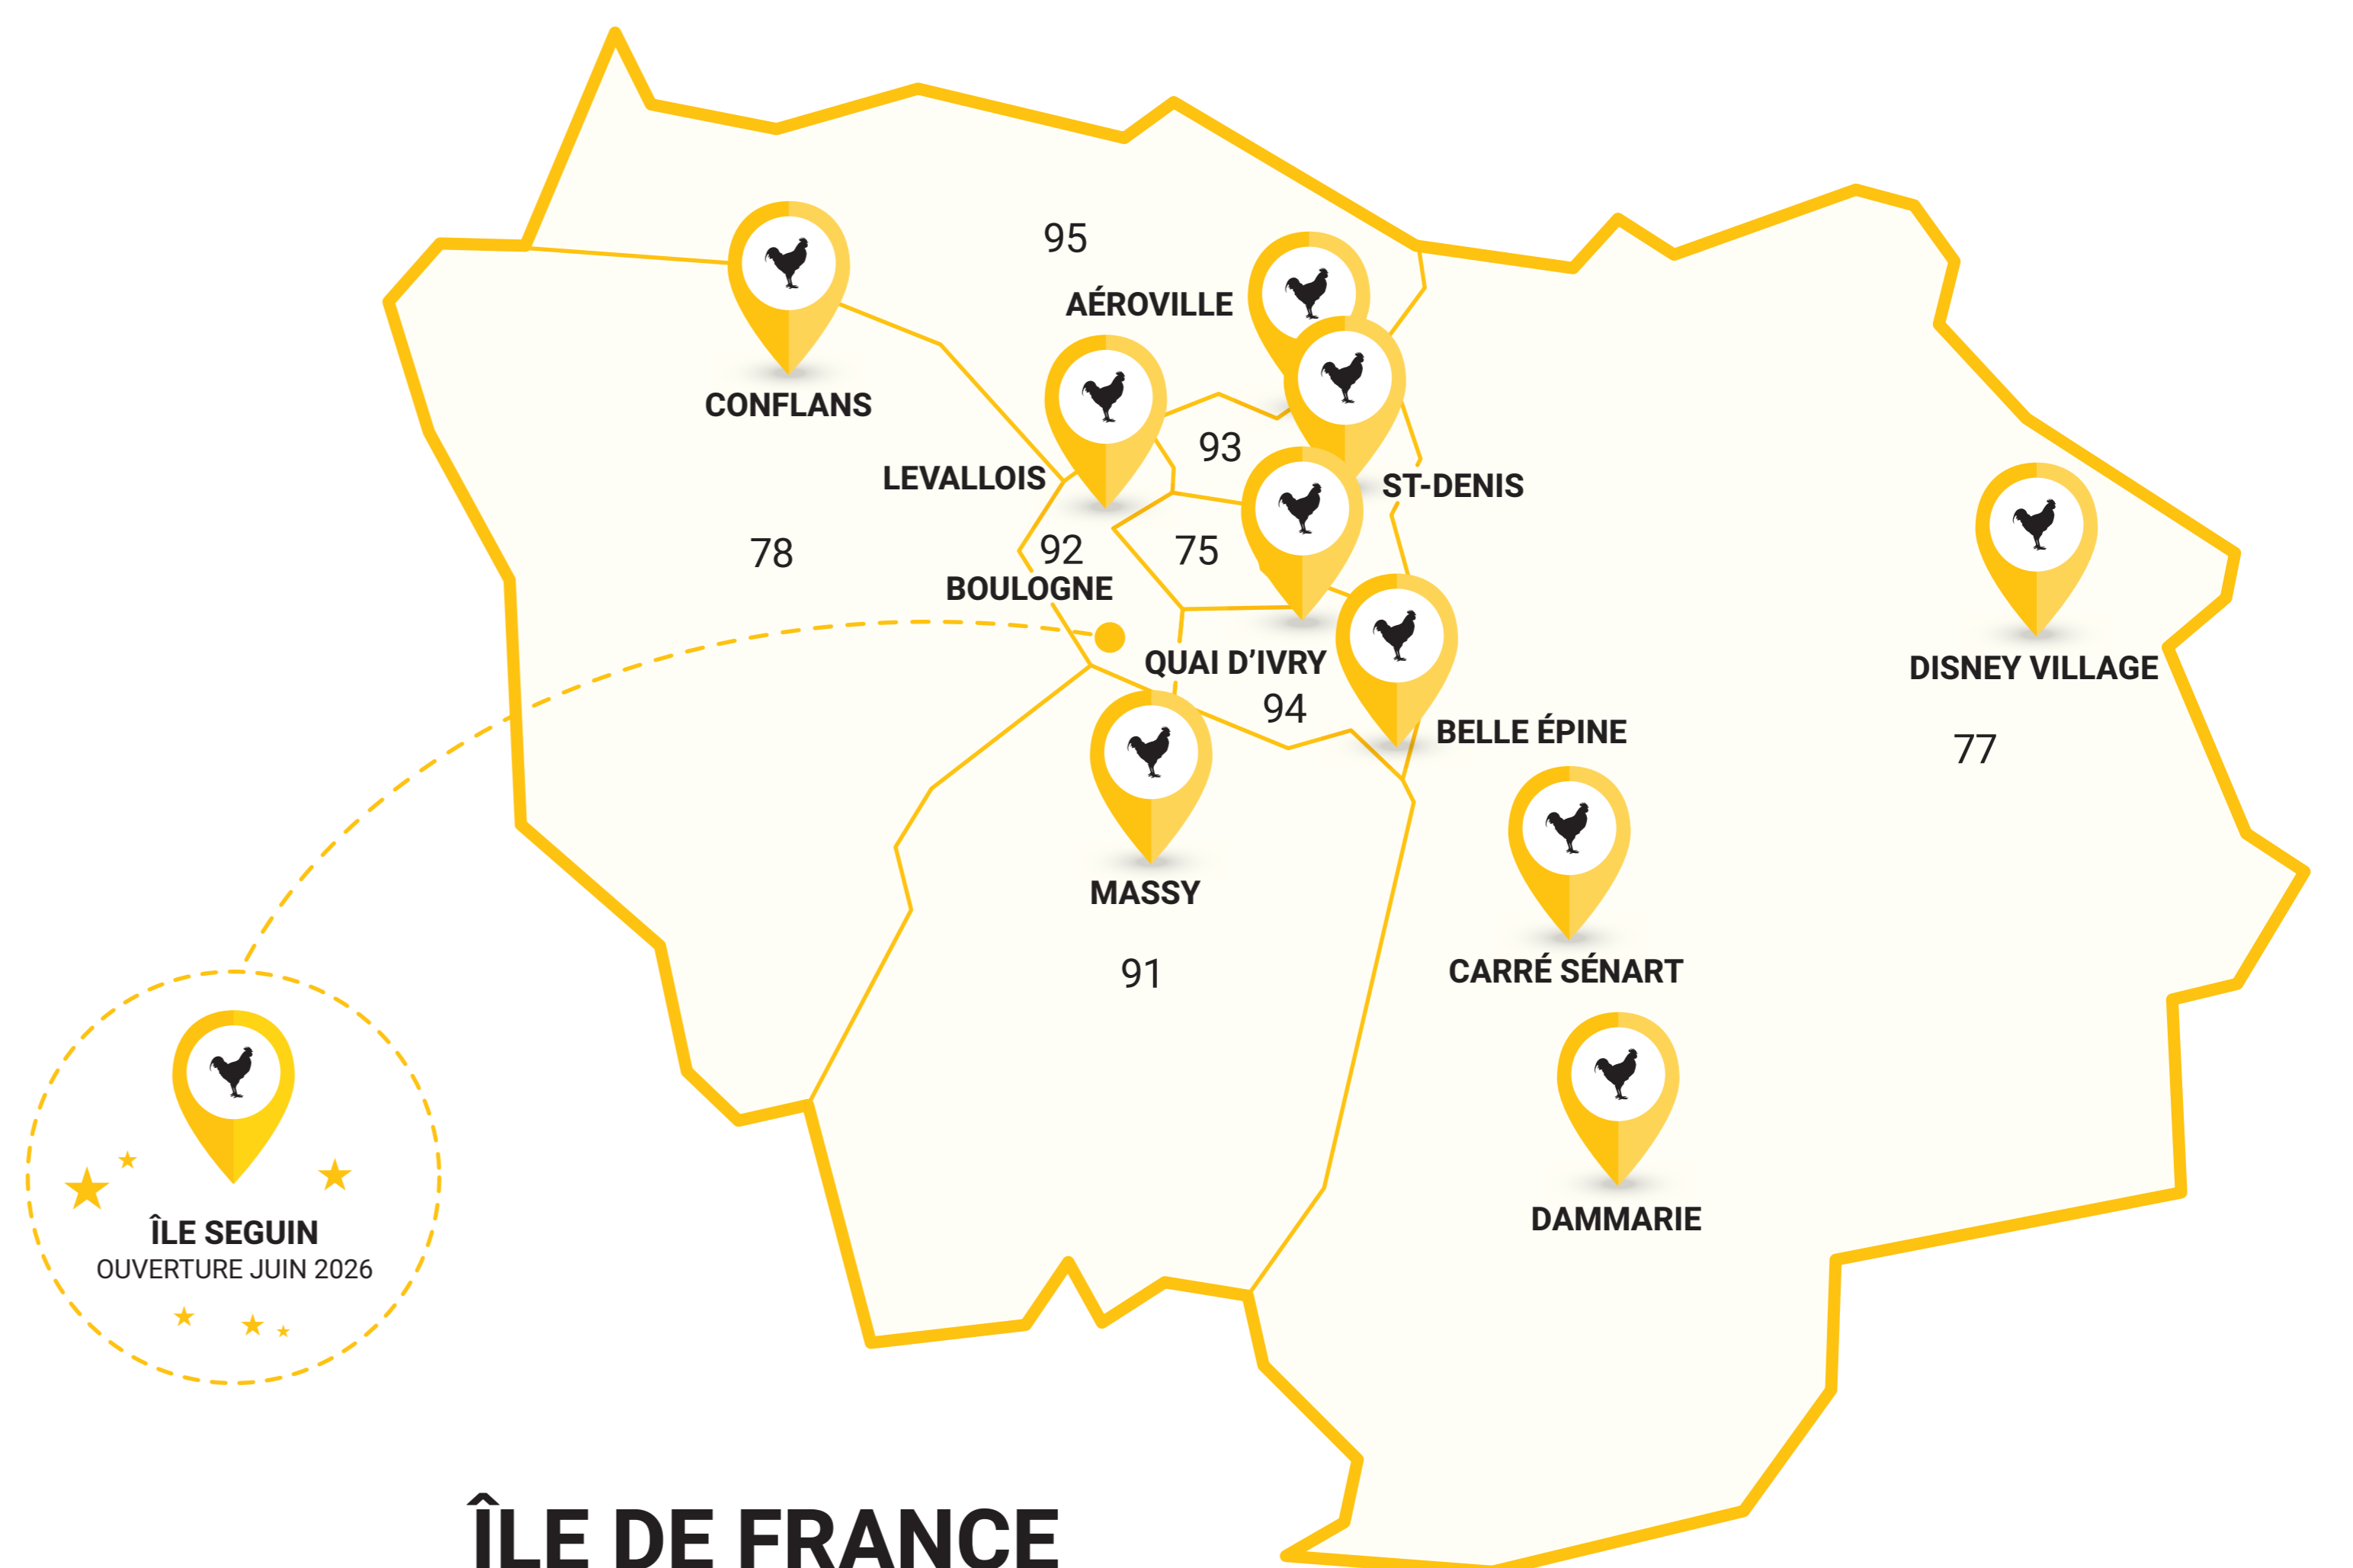 95
AÉROVILLE
CONFLANS
93
LEVALLOIS
ST-DENIS
78
92
75
BOULOGNE
QUAI D’IVRY
DISNEY VILLAGE
94
BELLE ÉPINE
77
MASSY
91
CARRÉ SÉNART
DAMMARIE
ÎLE SEGUIN
OUVERTURE JUIN 2026
ÎLE DE FRANCE